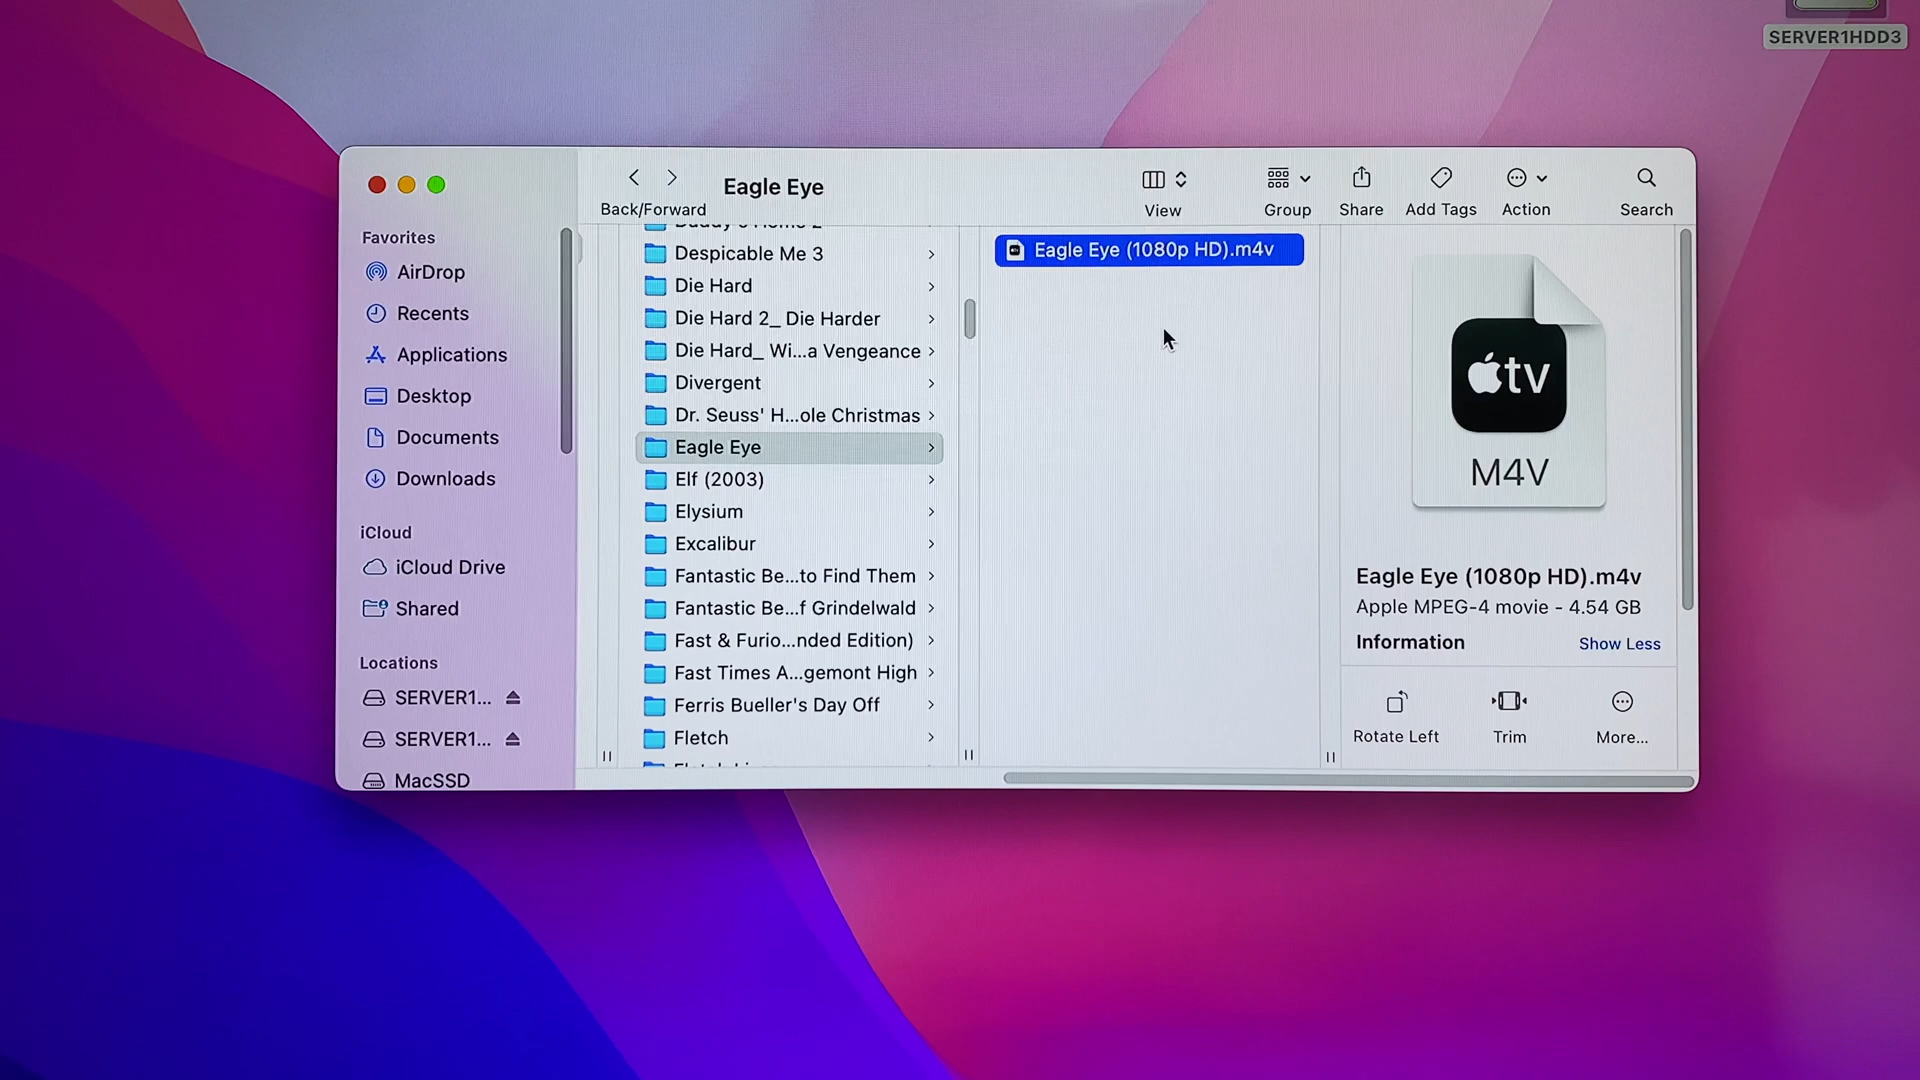 SERVER1HDD3
Back/Forward
Eagle Eye
View
Group
Share
Add Tags
Action
Search
Favorites
AirDrop
Recents
Applications
Desktop
Documents
Downloads
iCloud
iCloud Drive
Shared
Locations
SERVER1...
SERVER1...
MacSSD
Despicable Me 3
Die Hard
Die Hard 2_ Die Harder
Die Hard_ Wi...a Vengeance
Divergent
Dr. Seuss' H...ole Christmas
Eagle Eye
Elf (2003)
Elysium
Excalibur
Fantastic Be...to Find Them
Fantastic Be...f Grindelwald
Fast & Furio...nded Edition)
Fast Times A...gemont High
Ferris Bueller's Day Off
Fletch
Eagle Eye (1080p HD).m4v
tv
M4V
Eagle Eye (1080p HD).m4v
Apple MPEG-4 movie - 4.54 GB
Information
Show Less
Rotate Left
Trim
More...